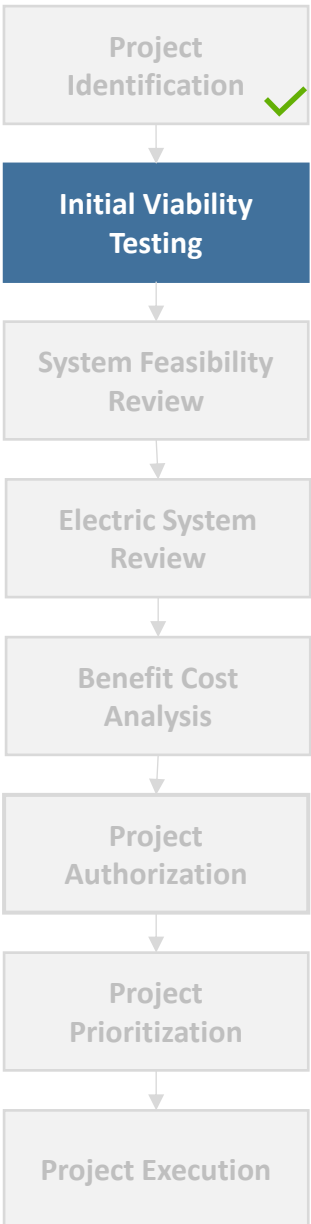 Project
Identification
Initial Viability
Testing
System Feasibility
Review
Electric System
Review
Benefit Cost
Analysis
Project
Authorization
Project
Prioritization
Project Execution